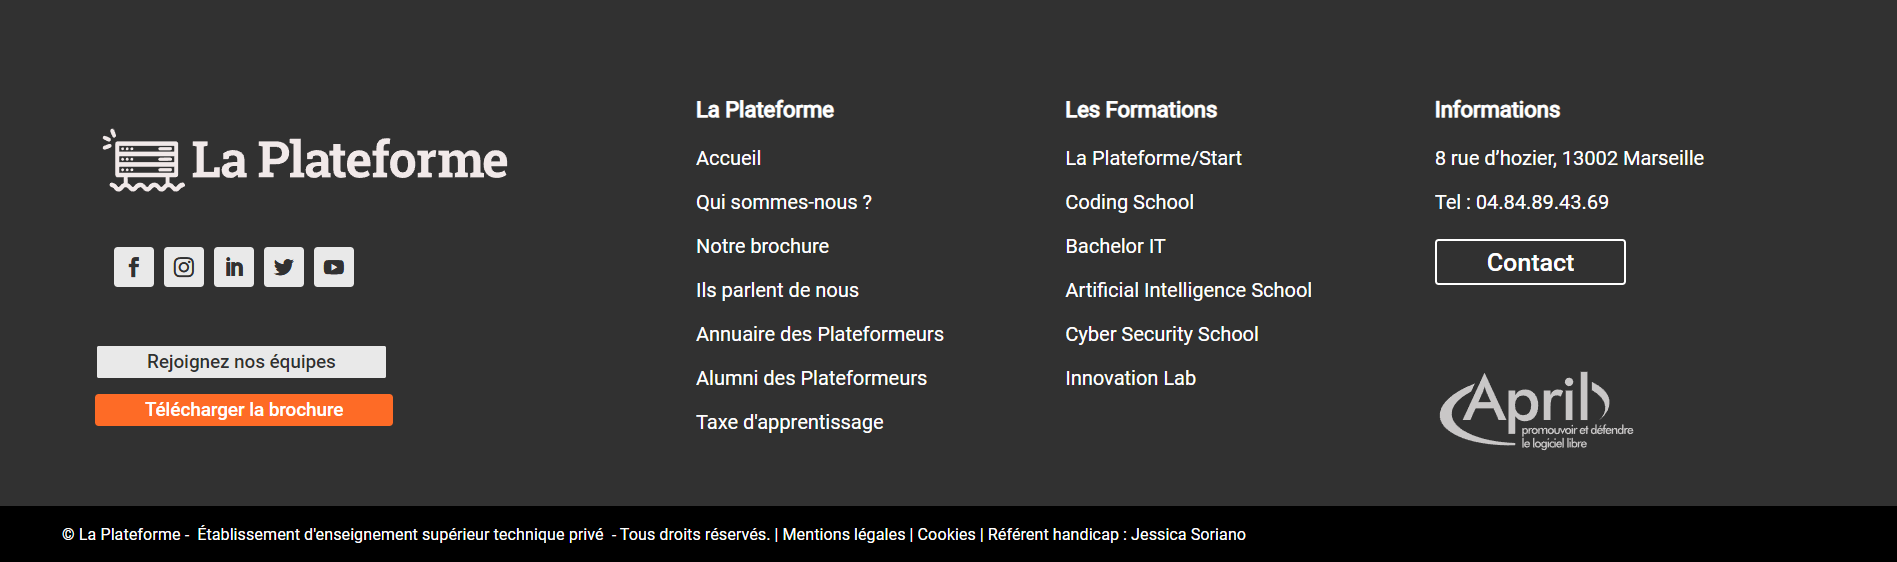 La Plateforme
Rejoignez nos équipes
Télécharger la brochure
La Plateforme
Accueil
Qui sommes-nous ?
Notre brochure
Ils parlent de nous
Annuaire des Plateformeurs
Alumni des Plateformeurs
Taxe d'apprentissage
Les Formations
La Plateforme/Start
Coding School
Bachelor IT
Artificial Intelligence School
Cyber Security School
Innovation Lab
Informations
8 rue d’hozier, 13002 Marseille
Tel : 04.84.89.43.69
Contact
April
promouvoir et défendre
le logiciel libre
© La Plateforme -  Établissement d'enseignement supérieur technique privé  - Tous droits réservés. | Mentions légales | Cookies | Référent handicap : Jessica Soriano